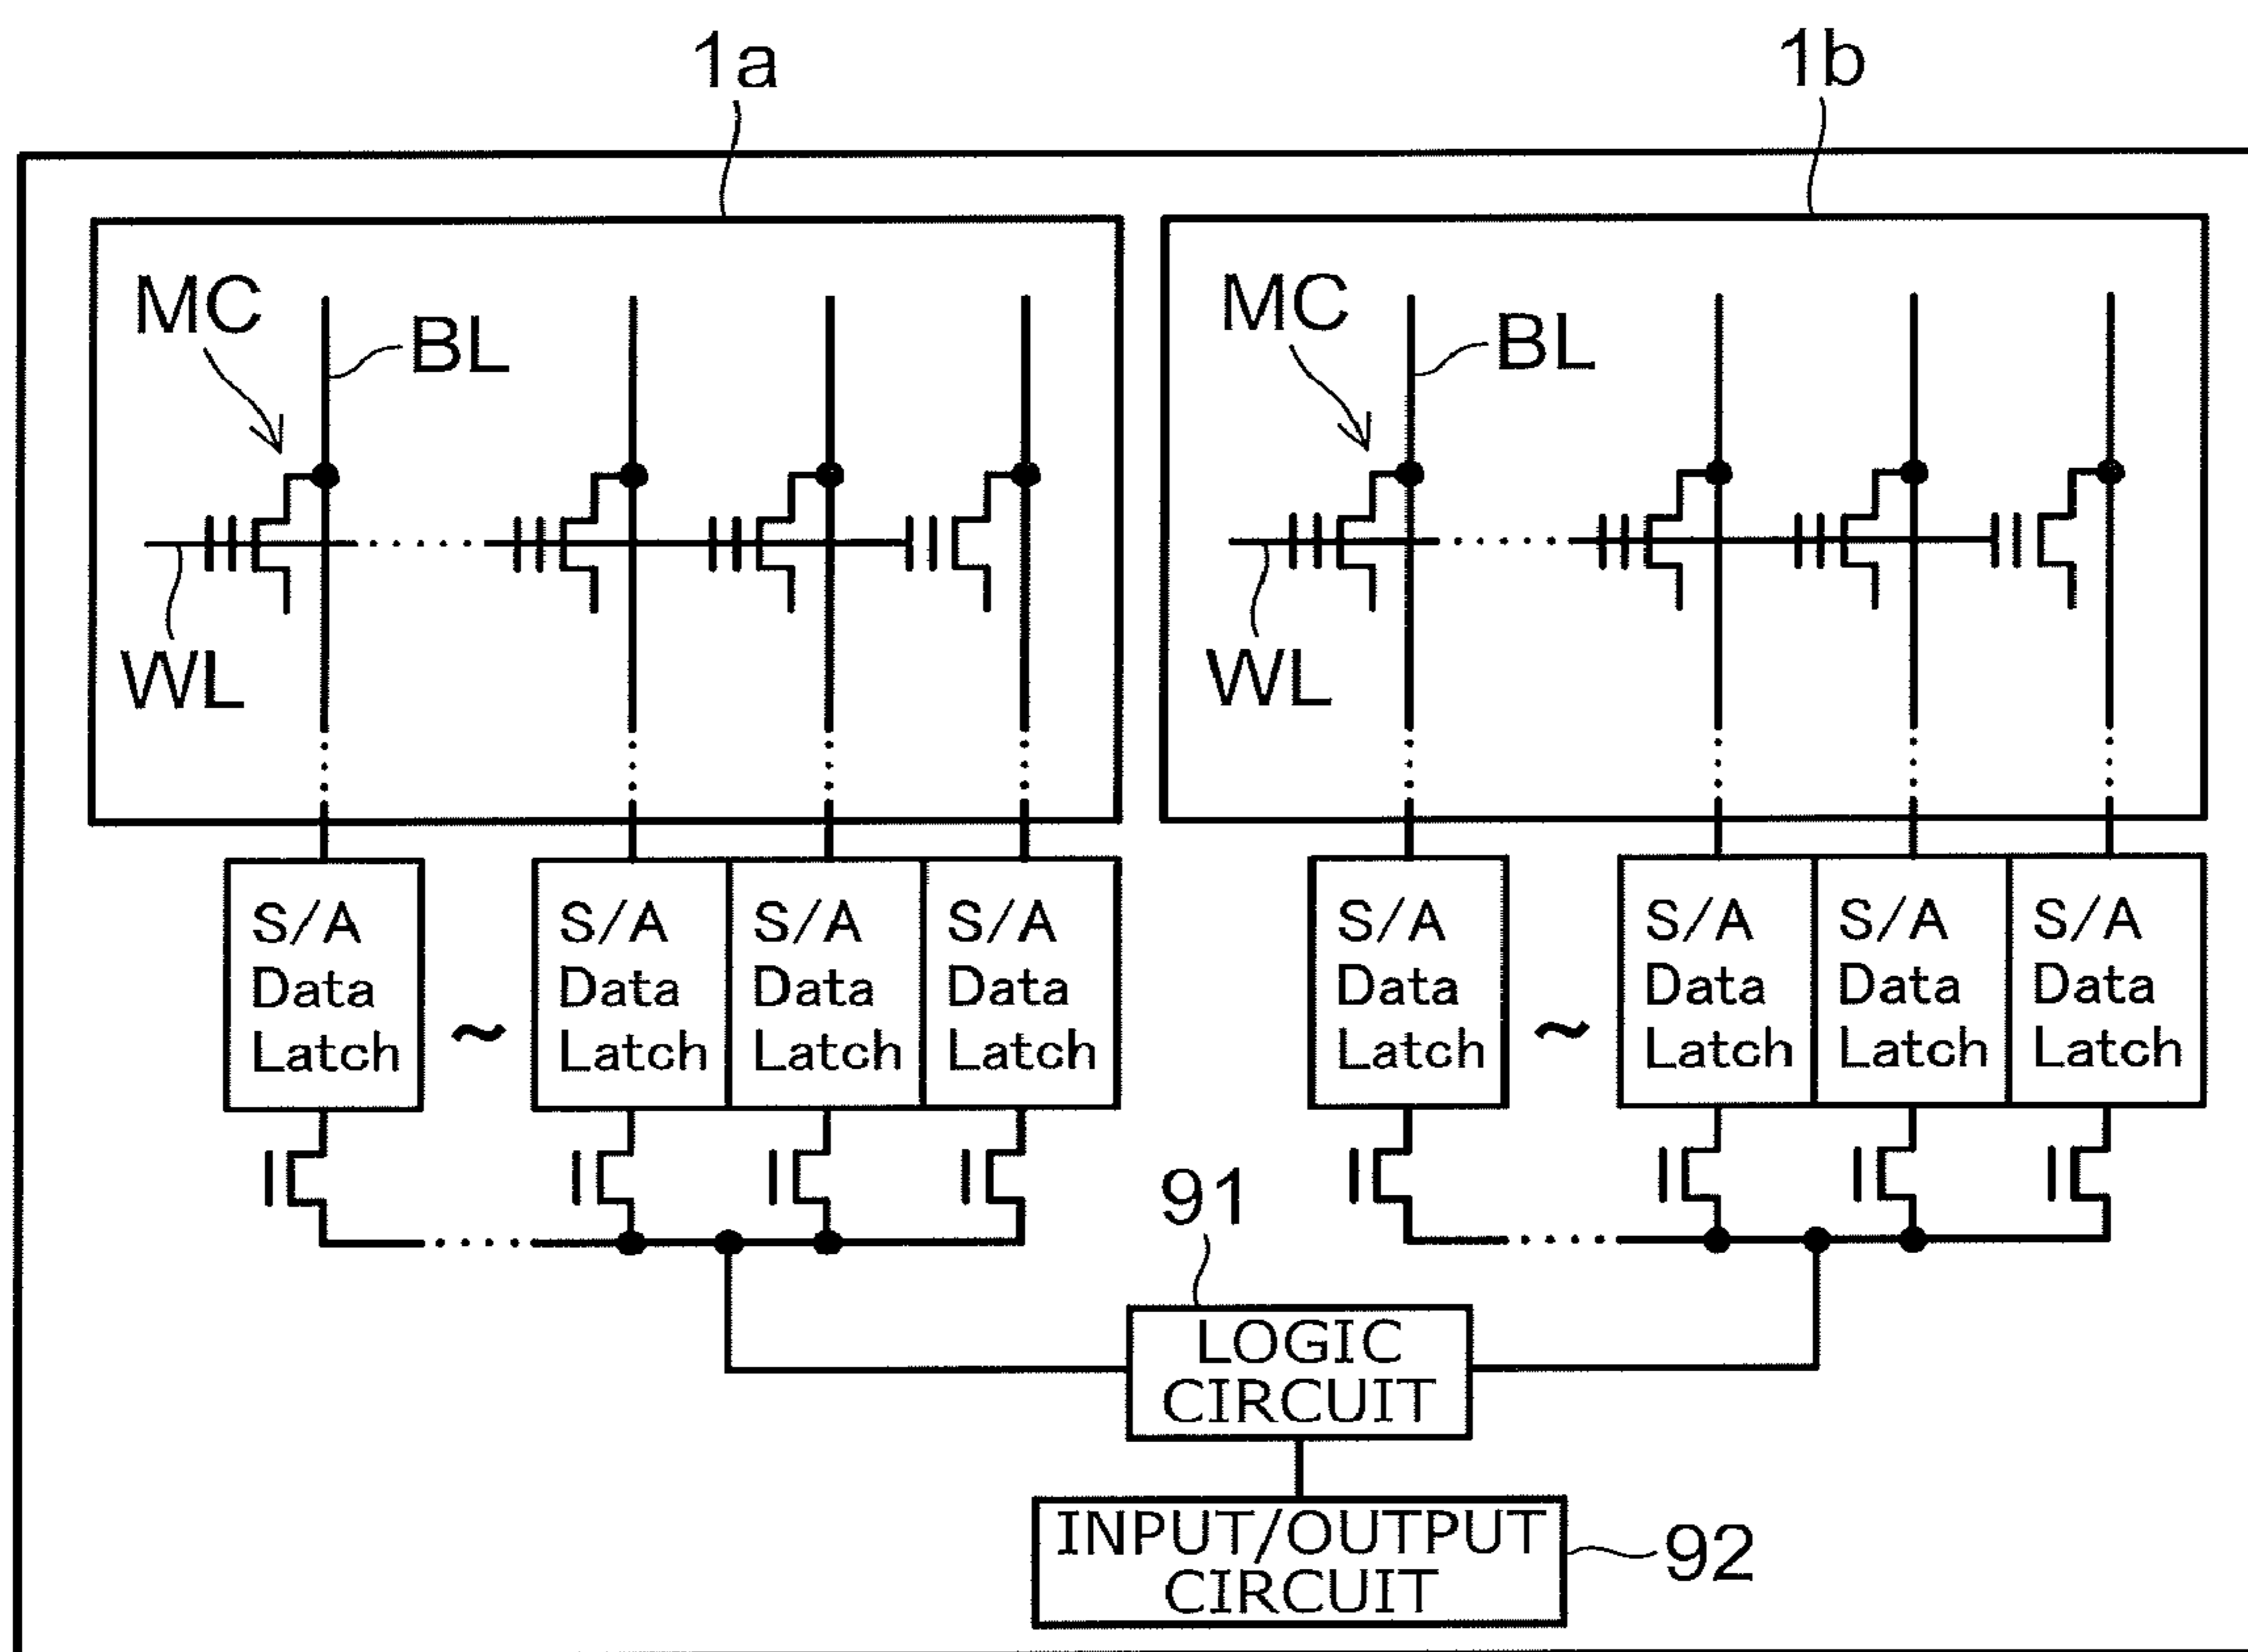 1a
1b
MC
BL
MC
BL
WL
WL
S/A
Data
Latch
~
S/A
Data
Latch
S/A
Data
Latch
S/A
Data
Latch
S/A
Data
Latch
~
S/A
Data
Latch
S/A
Data
Latch
S/A
Data
Latch
91
LOGIC
CIRCUIT
INPUT/OUTPUT
CIRCUIT
92